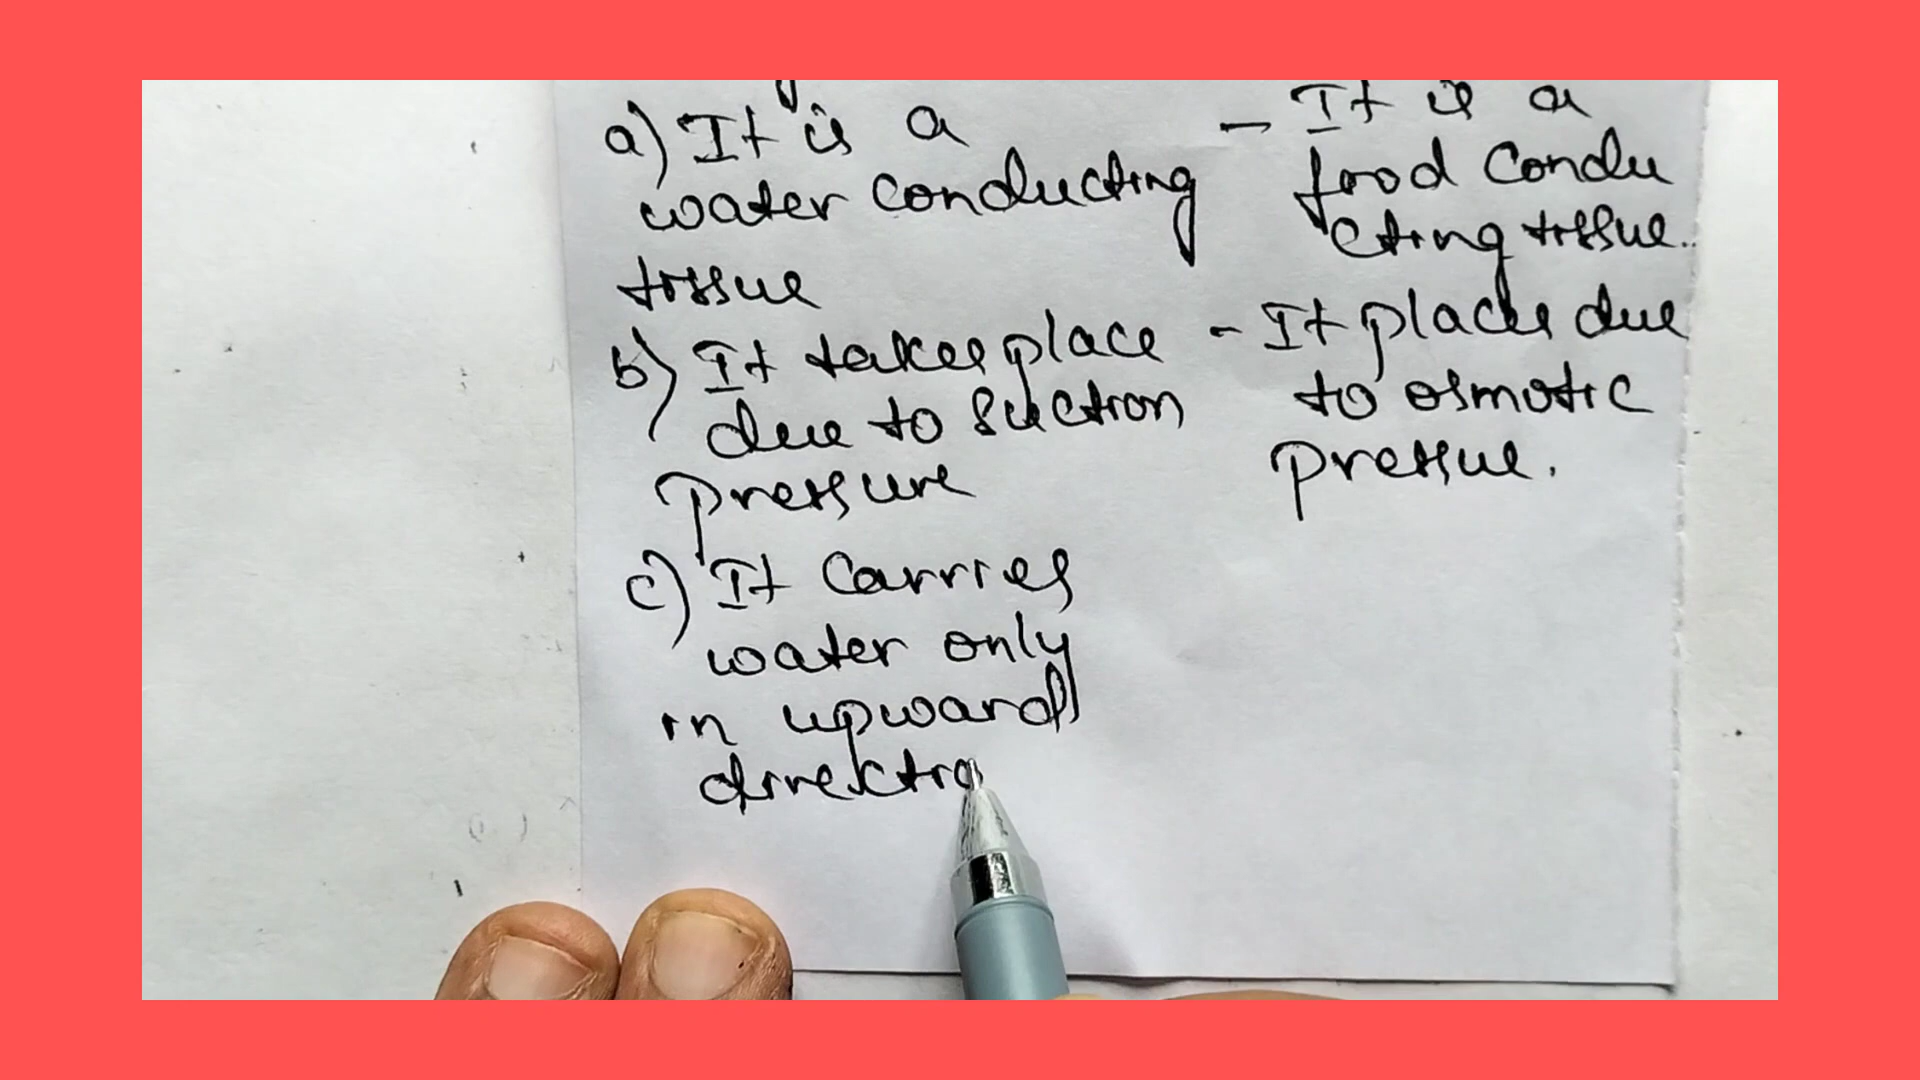 a) It is a
water conducting
tissue
b) It takes place
due to suction
pressure
c) It carries
water only
in upward
directio
- It is a
food condu
cting tissue.
- It places due
to osmotic
pressue.